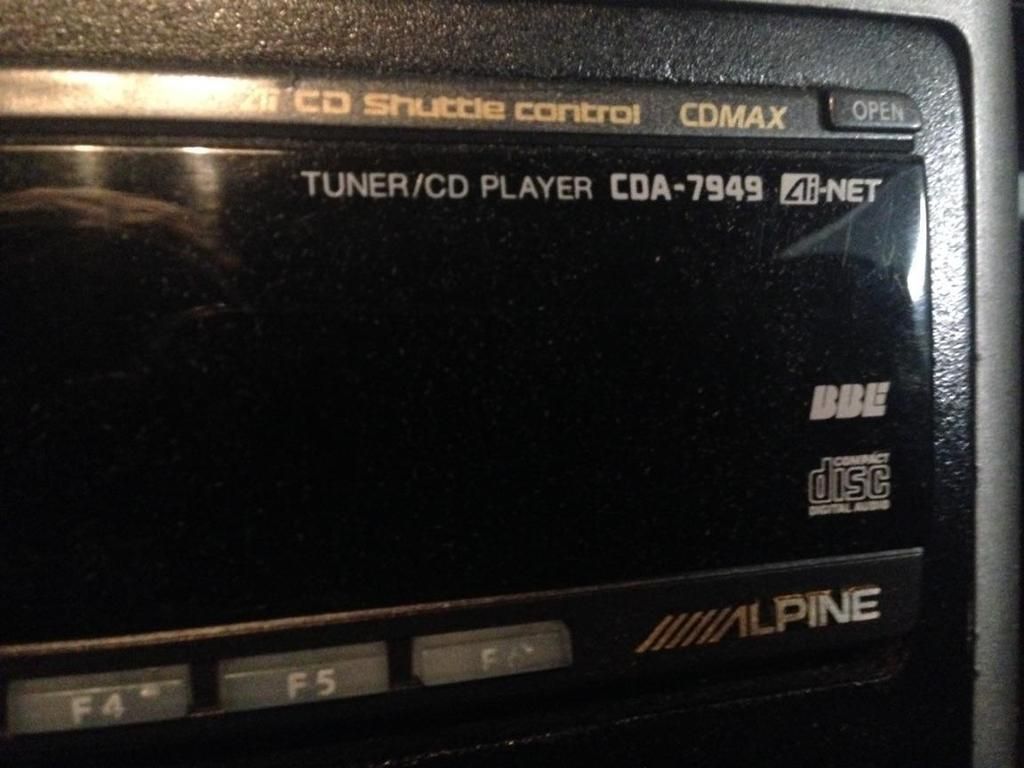 Ai CD Shuttle control CDMAX OPEN
TUNER/CD PLAYER CDA-7949 Ai-NET
BBE
COMPACT
disc
DIGITAL AUDIO
ALPINE
F4 F5 F6